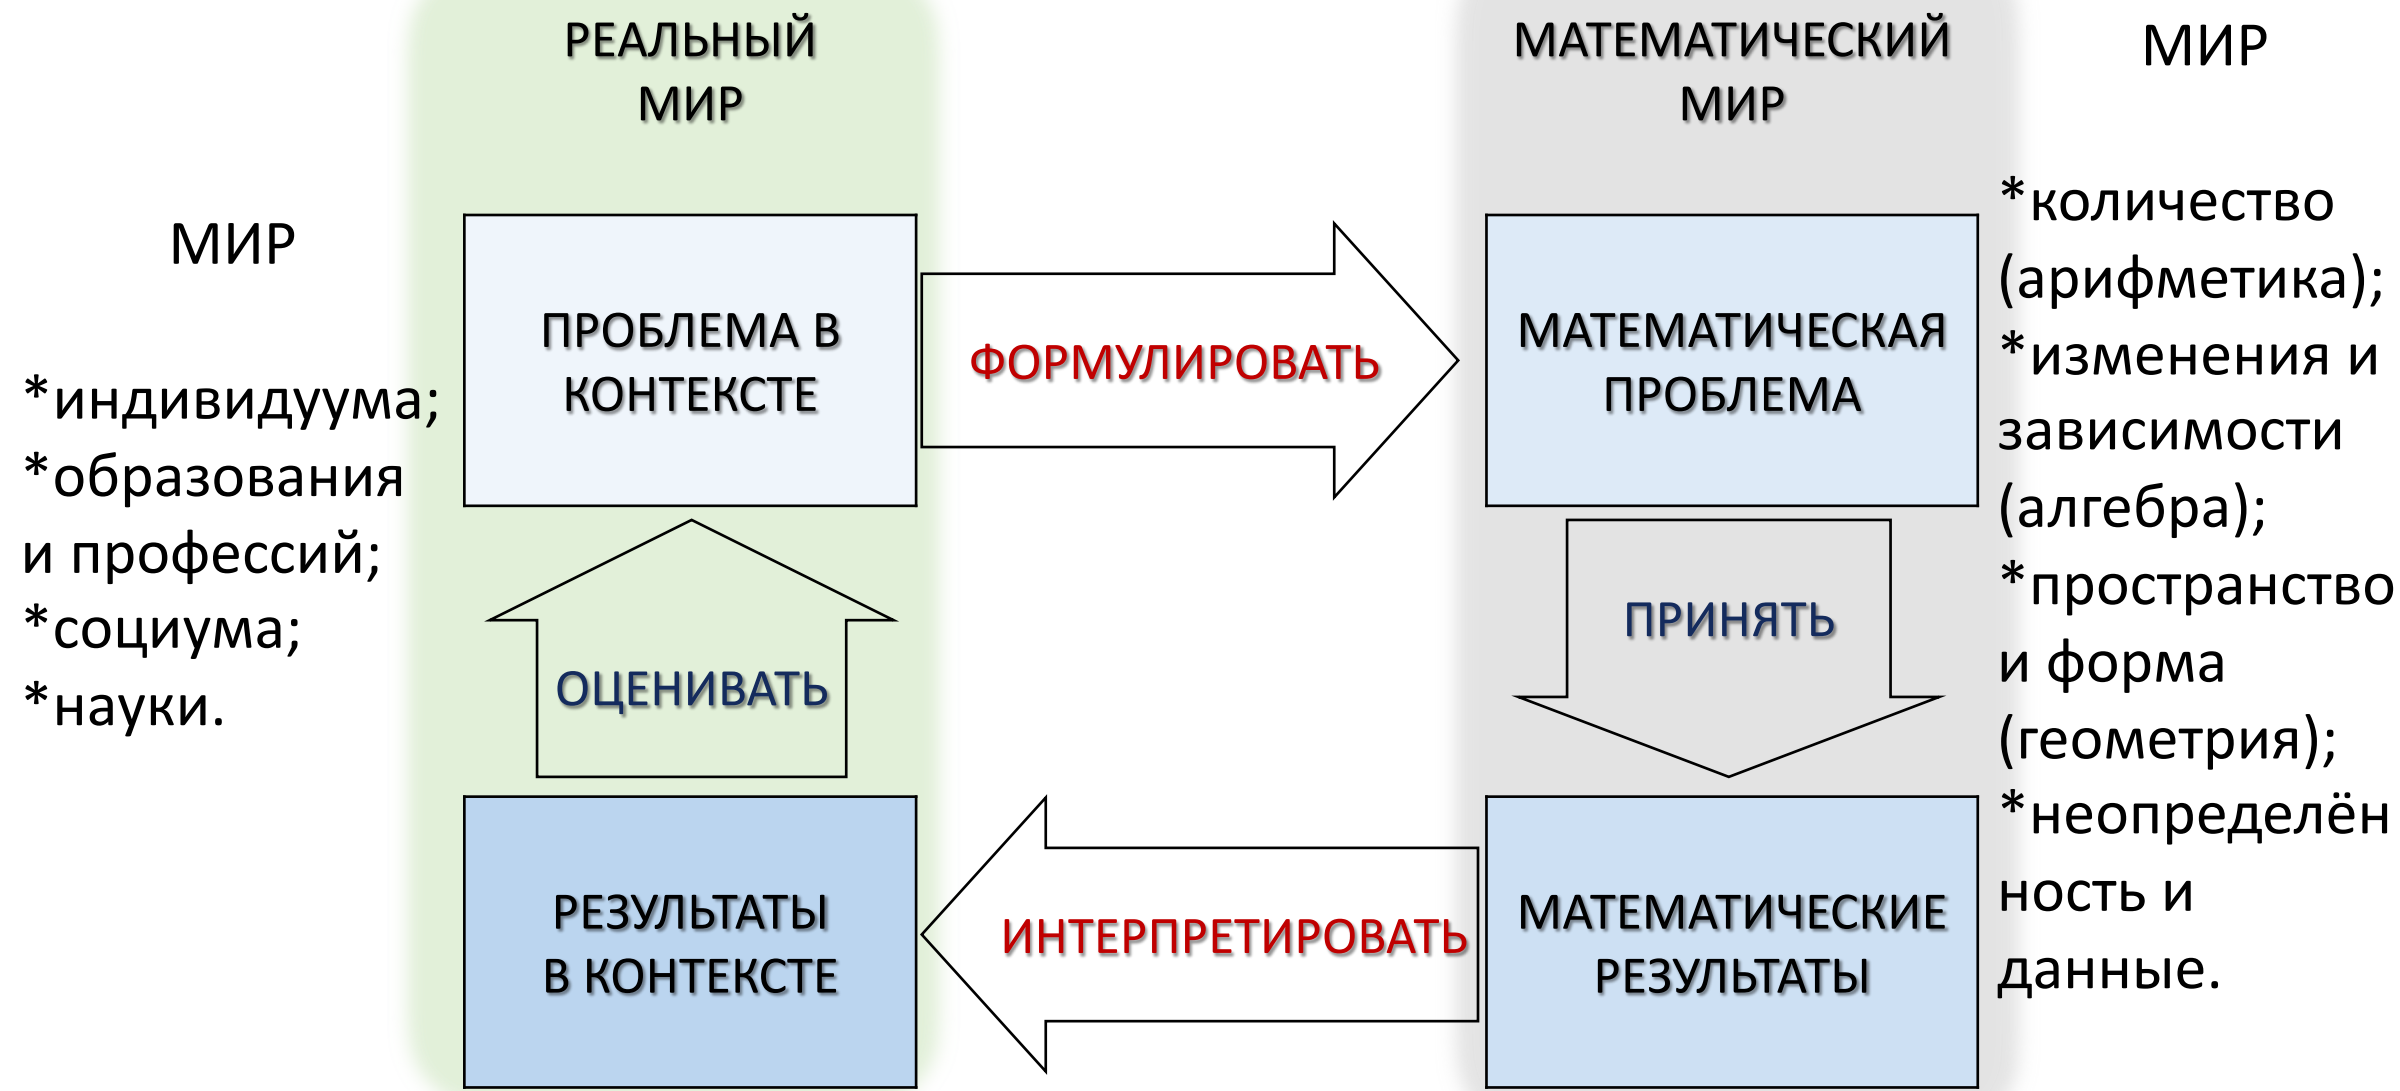 РЕАЛЬНЫЙ
МИР
МАТЕМАТИЧЕСКИЙ
МИР
МИР
*индивидуума;
*образования
и профессий;
*социума;
*науки.
ПРОБЛЕМА В
КОНТЕКСТЕ
ФОРМУЛИРОВАТЬ
МАТЕМАТИЧЕСКАЯ
ПРОБЛЕМА
ОЦЕНИВАТЬ
ПРИНЯТЬ
РЕЗУЛЬТАТЫ
В КОНТЕКСТЕ
ИНТЕРПРЕТИРОВАТЬ
МАТЕМАТИЧЕСКИЕ
РЕЗУЛЬТАТЫ
МИР
*количество
(арифметика);
*изменения и
зависимости
(алгебра);
*пространство
и форма
(геометрия);
*неопределён
ность и
данные.